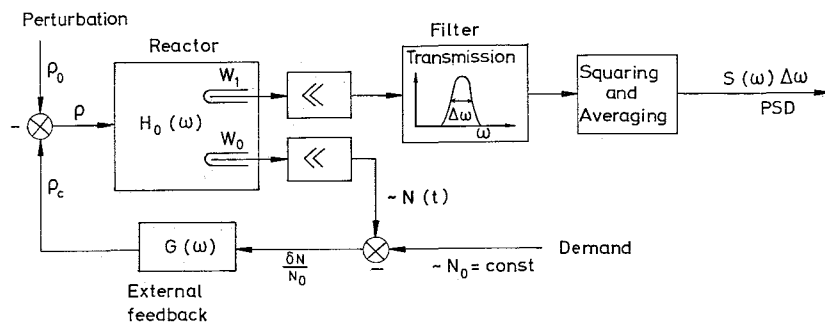 Perturbation
ρ₀
-
ρ
ρc
Reactor
H₀ (ω)
W₁
W₀
≪
≪
Filter
Transmission
Δω
ω
Squaring
and
Averaging
S (ω) Δω
PSD
~ N (t)
-
Demand
~ N₀ = const
δN
N₀
G (ω)
External
feedback